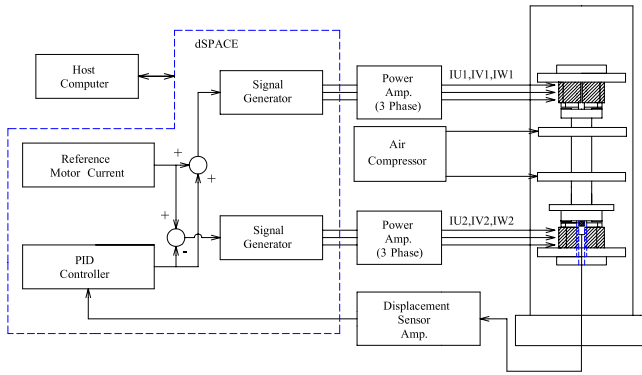 dSPACE
Host
Computer
Signal
Generator
Power
Amp.
(3 Phase)
IU1,IV1,IW1
Reference
Motor Current
+
+
Air
Compressor
+
-
Signal
Generator
Power
Amp.
(3 Phase)
IU2,IV2,IW2
PID
Controller
Displacement
Sensor
Amp.